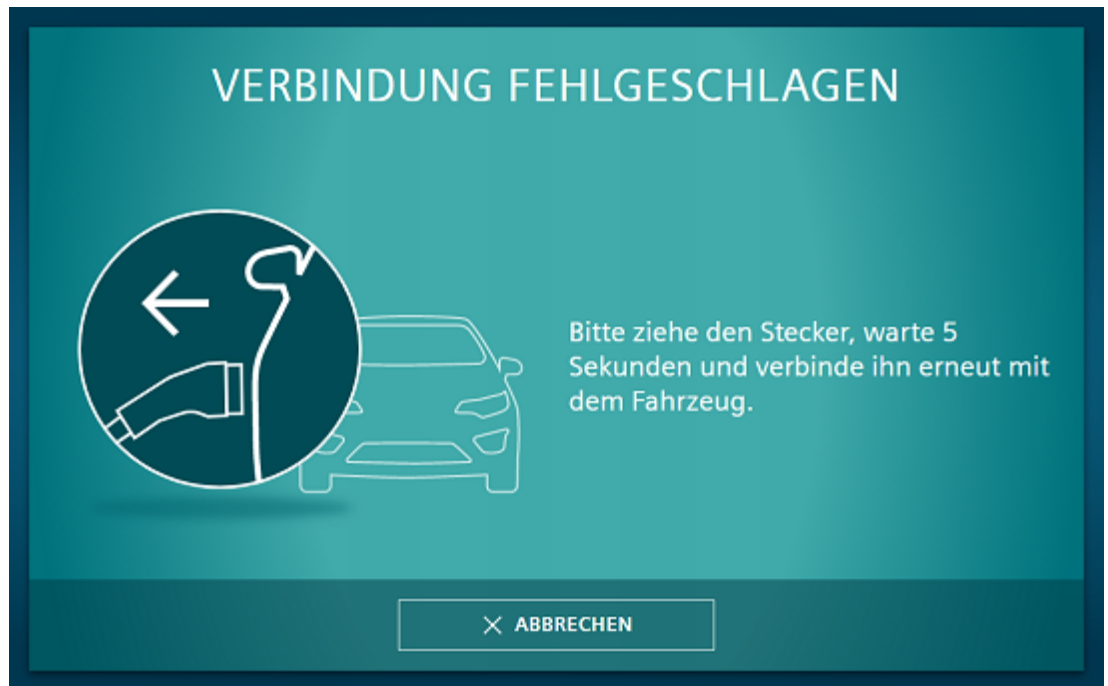 VERBINDUNG FEHLGESCHLAGEN
Bitte ziehe den Stecker, warte 5
Sekunden und verbinde ihn erneut mit
dem Fahrzeug.
ABBRECHEN